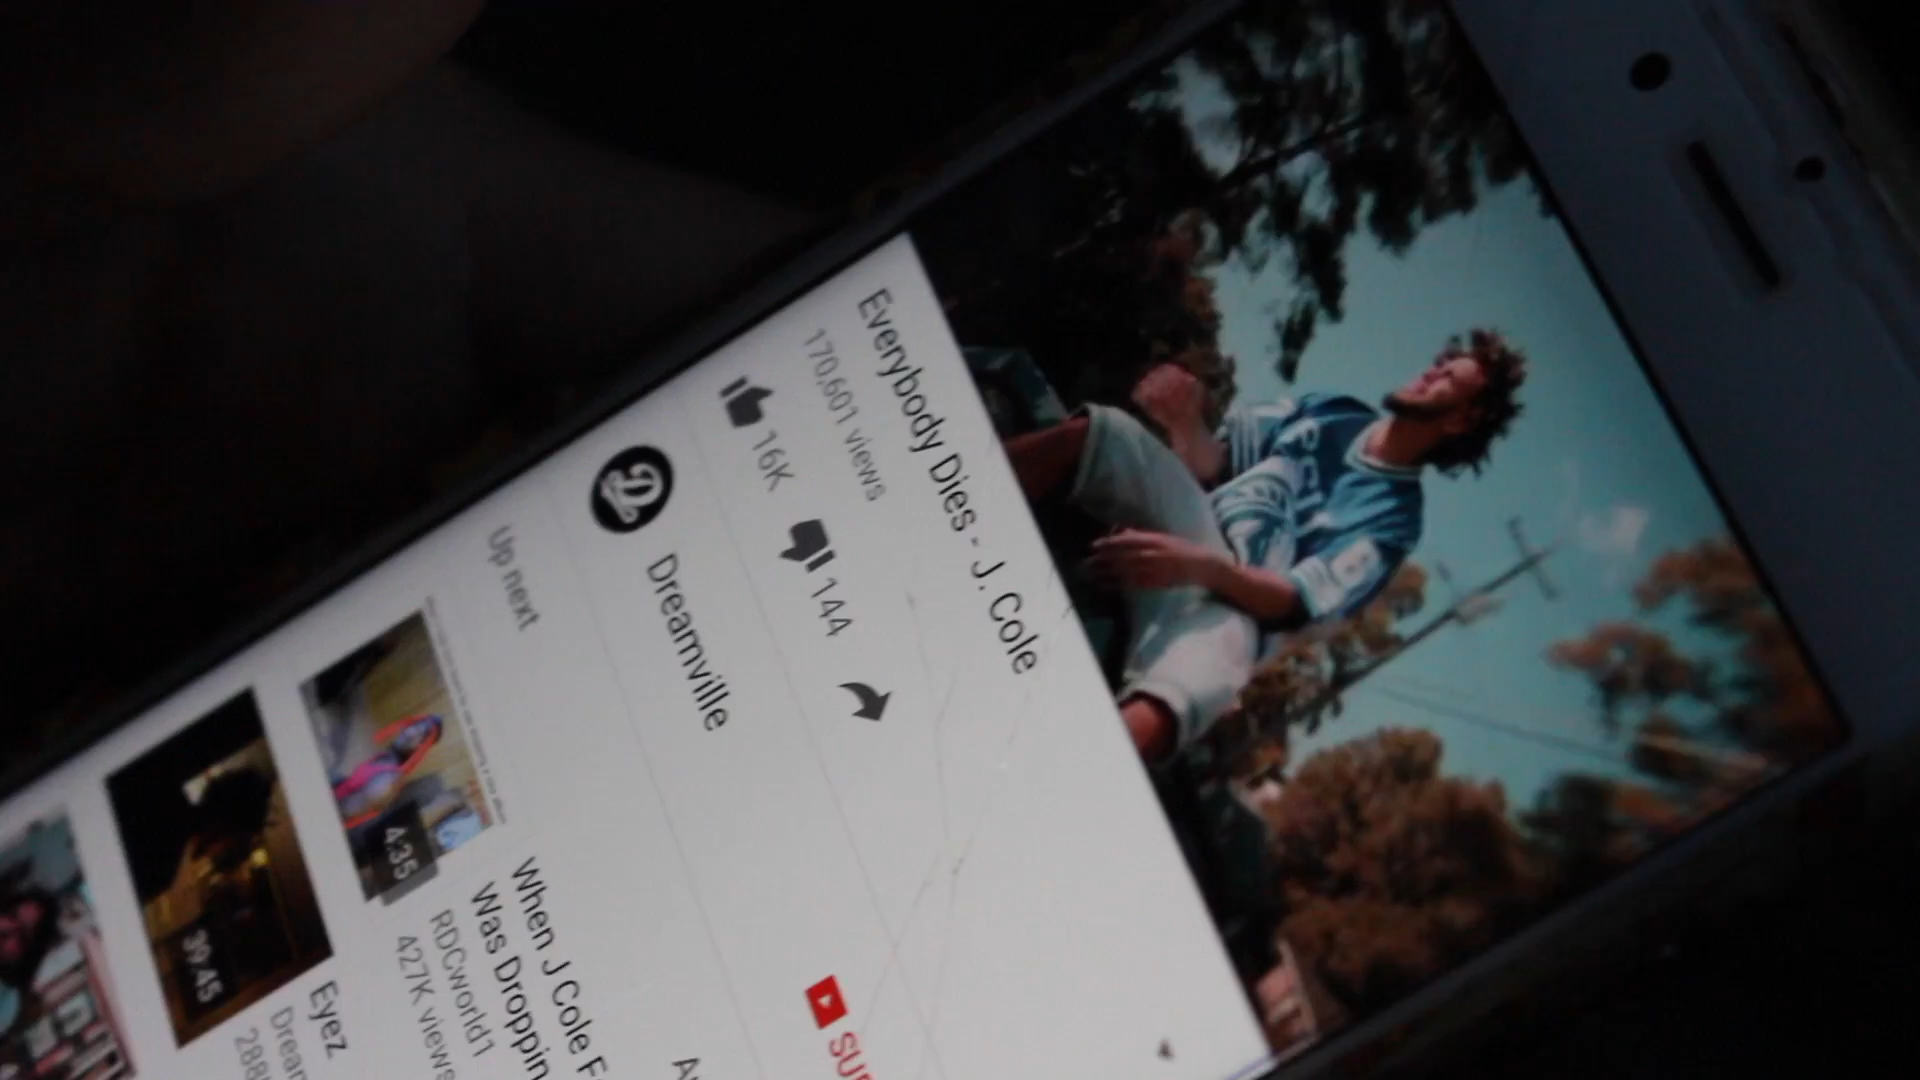 Everybody Dies - J. Cole
170,601 views
16K
144
Dreamville
Up next
4:35
When J Cole
Was
RDCworld1
427K views
39:45
Eyez